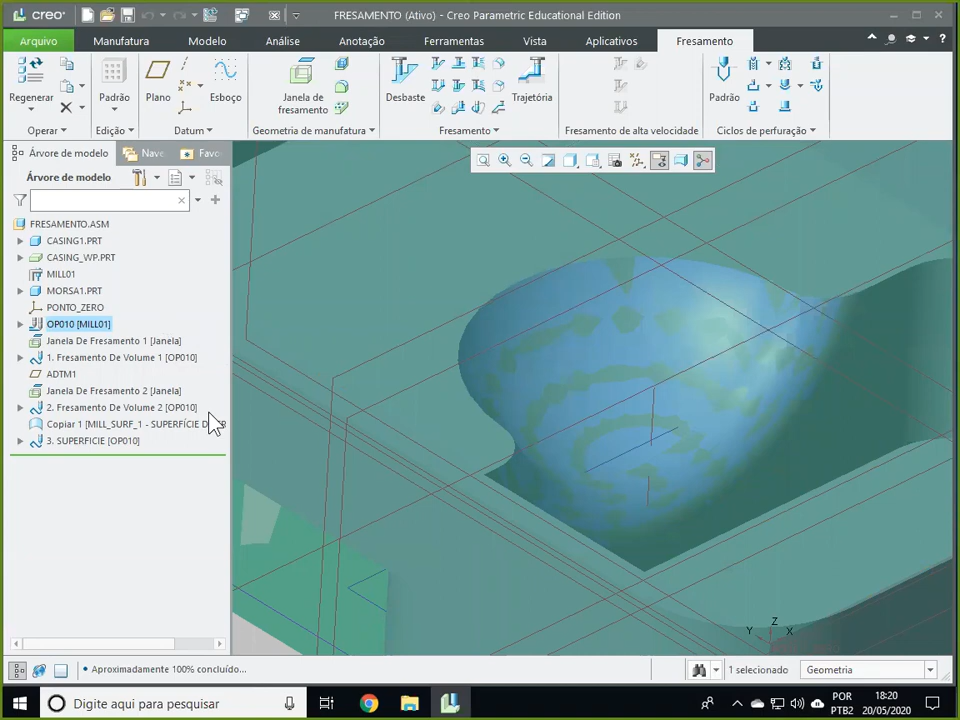 creo·
FRESAMENTO (Ativo) - Creo Parametric Educational Edition
Arquivo Manufatura Modelo Análise Anotação Ferramentas Vista Aplicativos Fresamento
Regenerar Padrão Plano Esboço Janela de fresamento Desbaste Trajetória Padrão
Operar Edição Datum Geometria de manufatura Fresamento Fresamento de alta velocidade Ciclos de perfuração
Árvore de modelo Nave Favo
Árvore de modelo
FRESAMENTO.ASM
CASING1.PRT
CASING_WP.PRT
MILL01
MORSA1.PRT
PONTO_ZERO
OP010 [MILL01]
Janela De Fresamento 1 [Janela]
1. Fresamento De Volume 1 [OP010]
ADTM1
Janela De Fresamento 2 [Janela]
2. Fresamento De Volume 2 [OP010]
Copiar 1 [MILL_SURF_1 - SUPERFÍCIE D
3. SUPERFICIE [OP010]
Z
Y X
Aproximadamente 100% concluído...
1 selecionado
Geometria
Digite aqui para pesquisar
POR
PTB2
18:20
20/05/2020